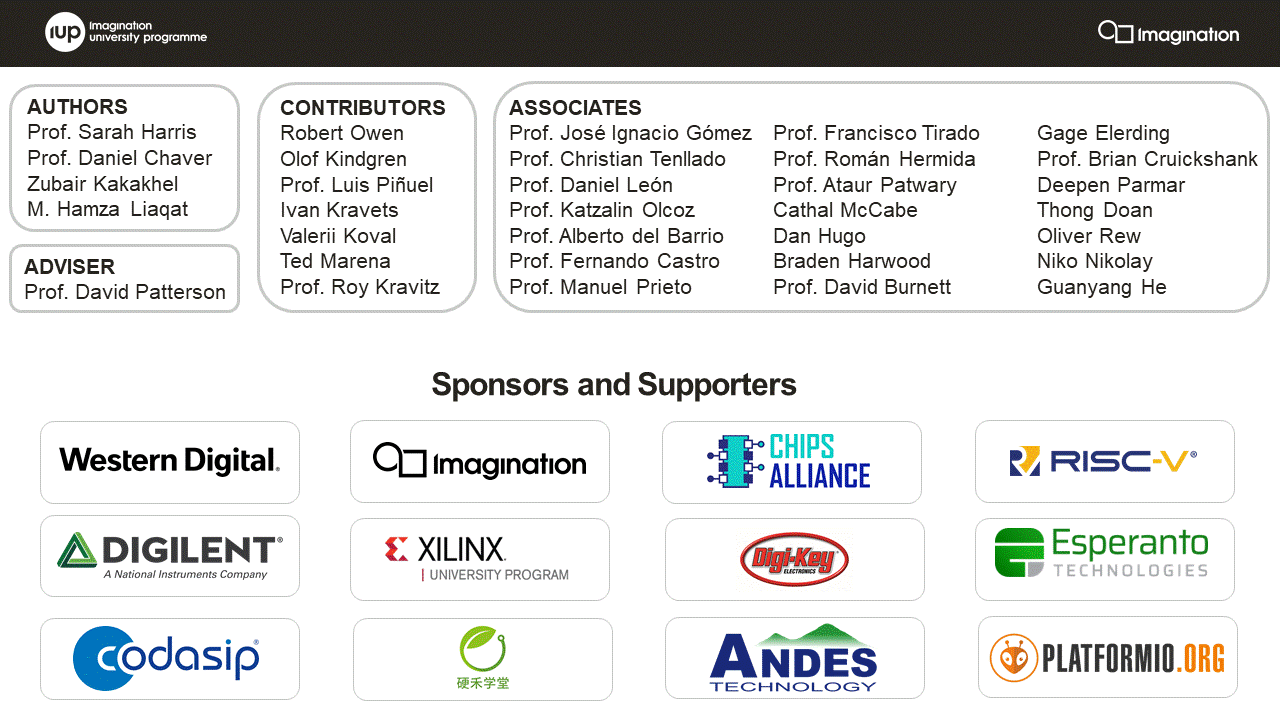 iup Imagination
university programme
Imagination
AUTHORS
Prof. Sarah Harris
Prof. Daniel Chaver
Zubair Kakakhel
M. Hamza Liaqat
ADVISER
Prof. David Patterson
CONTRIBUTORS
Robert Owen
Olof Kindgren
Prof. Luis Piñuel
Ivan Kravets
Valerii Koval
Ted Marena
Prof. Roy Kravitz
ASSOCIATES
Prof. José Ignacio Gómez
Prof. Christian Tenllado
Prof. Daniel León
Prof. Katzalin Olcoz
Prof. Alberto del Barrio
Prof. Fernando Castro
Prof. Manuel Prieto
Prof. Francisco Tirado
Prof. Román Hermida
Prof. Ataur Patwary
Cathal McCabe
Dan Hugo
Braden Harwood
Prof. David Burnett
Gage Elerding
Prof. Brian Cruickshank
Deepen Parmar
Thong Doan
Oliver Rew
Niko Nikolay
Guanyang He
Sponsors and Supporters
Western Digital®
Imagination
CHIPS
ALLIANCE
RISC-V®
DIGILENT®
A National Instruments Company
XILINX
UNIVERSITY PROGRAM
Digi-Key
ELECTRONICS
Esperanto
TECHNOLOGIES
codasip®
硬禾学堂
ANDES
TECHNOLOGY
PLATFORMIO.ORG